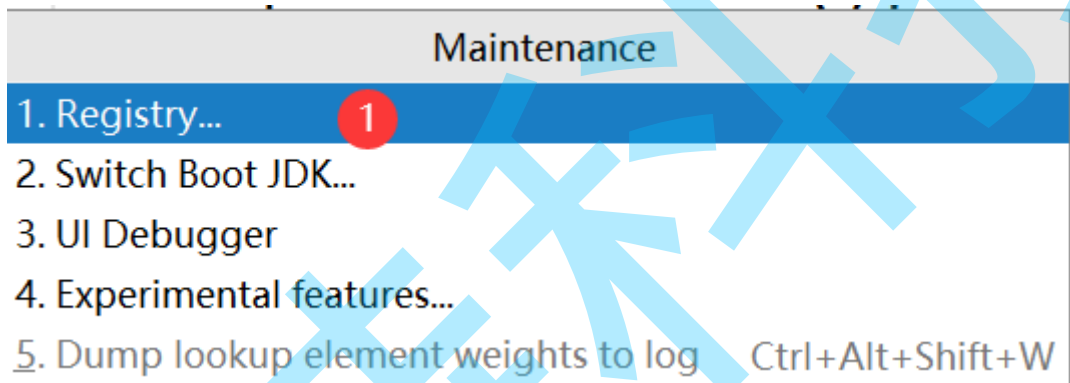 Maintenance
1. Registry... 1
2. Switch Boot JDK...
3. UI Debugger
4. Experimental features...
5. Dump lookup element weights to log Ctrl+Alt+Shift+W